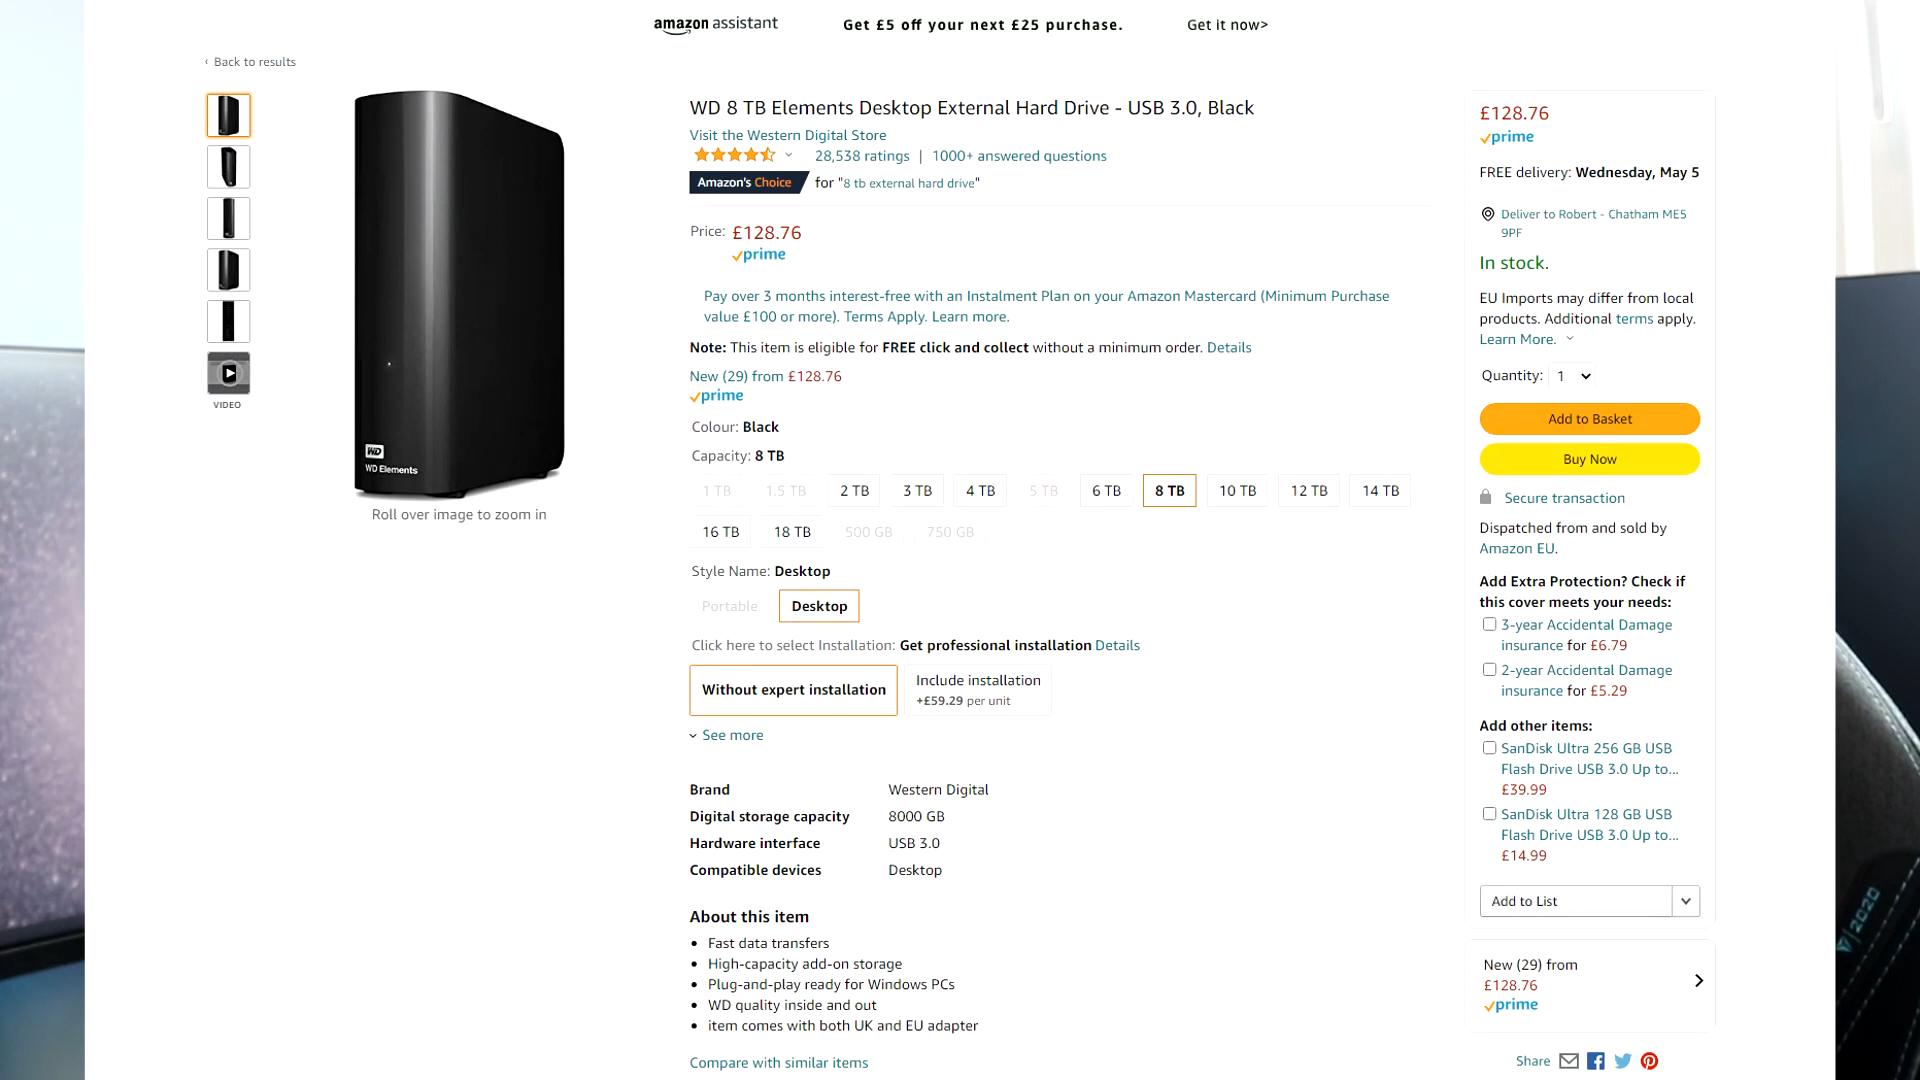 amazon assistant
Get £5 off your next £25 purchase.
Get it now>
‹ Back to results
VIDEO
WD
WD Elements
Roll over image to zoom in
WD 8 TB Elements Desktop External Hard Drive - USB 3.0, Black
Visit the Western Digital Store
28,538 ratings | 1000+ answered questions
Amazon's Choice for "8 tb external hard drive"
Price: £128.76
prime
Pay over 3 months interest-free with an Instalment Plan on your Amazon Mastercard (Minimum Purchase
value £100 or more). Terms Apply. Learn more.
Note: This item is eligible for FREE click and collect without a minimum order. Details
New (29) from £128.76
prime
Colour: Black
Capacity: 8 TB
1 TB 1.5 TB 2 TB 3 TB 4 TB 5 TB 6 TB 8 TB 10 TB 12 TB 14 TB
16 TB 18 TB 500 GB 750 GB
Style Name: Desktop
Portable Desktop
Click here to select Installation: Get professional installation Details
Without expert installation
Include installation
+£59.29 per unit
See more
Brand Western Digital
Digital storage capacity 8000 GB
Hardware interface USB 3.0
Compatible devices Desktop
About this item
• Fast data transfers
• High-capacity add-on storage
• Plug-and-play ready for Windows PCs
• WD quality inside and out
• item comes with both UK and EU adapter
Compare with similar items
£128.76
prime
FREE delivery: Wednesday, May 5
Deliver to Robert - Chatham ME5
9PF
In stock.
EU Imports may differ from local
products. Additional terms apply.
Learn More.
Quantity: 1
Add to Basket
Buy Now
Secure transaction
Dispatched from and sold by
Amazon EU.
Add Extra Protection? Check if
this cover meets your needs:
3-year Accidental Damage
insurance for £6.79
2-year Accidental Damage
insurance for £5.29
Add other items:
SanDisk Ultra 256 GB USB
Flash Drive USB 3.0 Up to...
£39.99
SanDisk Ultra 128 GB USB
Flash Drive USB 3.0 Up to...
£14.99
Add to List
New (29) from
£128.76
prime
Share
2020